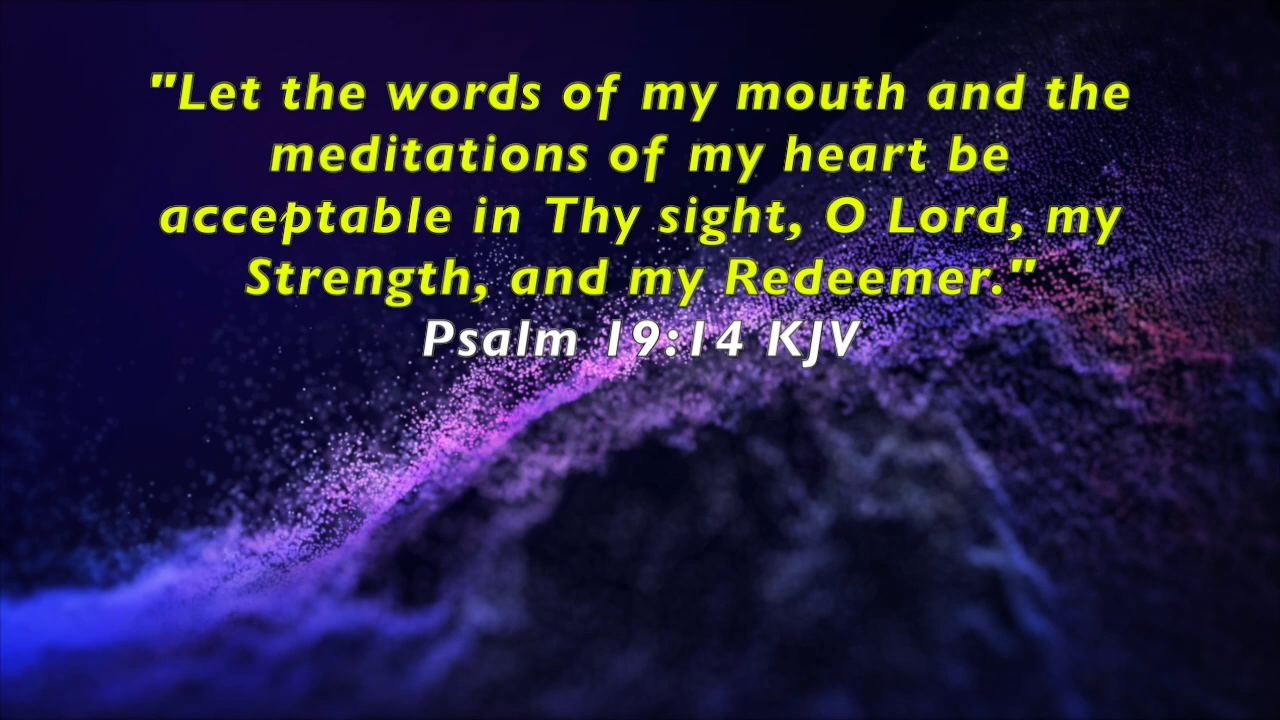 "Let the words of my mouth and the
meditations of my heart be
acceptable in Thy sight, O Lord, my
Strength, and my Redeemer."
Psalm 19:14 KJV